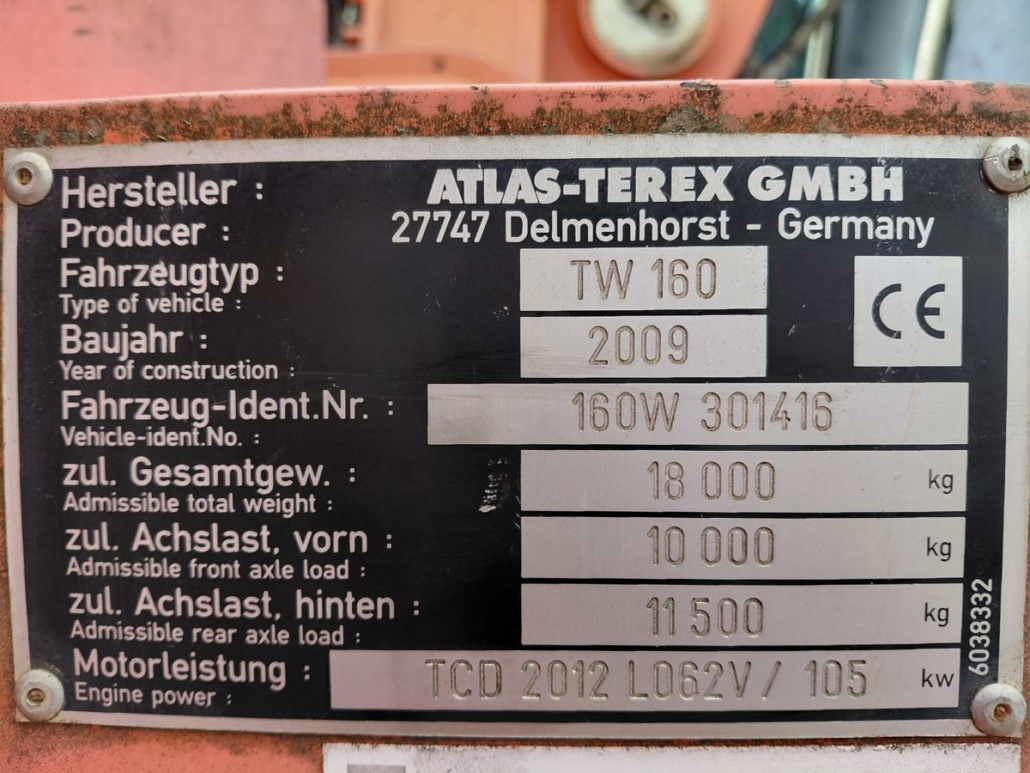 Hersteller : ATLAS-TEREX GMBH
Producer : 27747 Delmenhorst - Germany
Fahrzeugtyp : TW 160
Type of vehicle :
CE
Baujahr : 2009
Year of construction :
Fahrzeug-Ident.Nr. : 160W 301416
Vehicle-ident.No. :
zul. Gesamtgew. : 18 000 kg
Admissible total weight :
zul. Achslast, vorn : 10 000 kg
Admissible front axle load :
zul. Achslast, hinten : 11 500 kg
Admissible rear axle load :
Motorleistung : TCD 2012 L062V / 105 kw
Engine power :
6038332